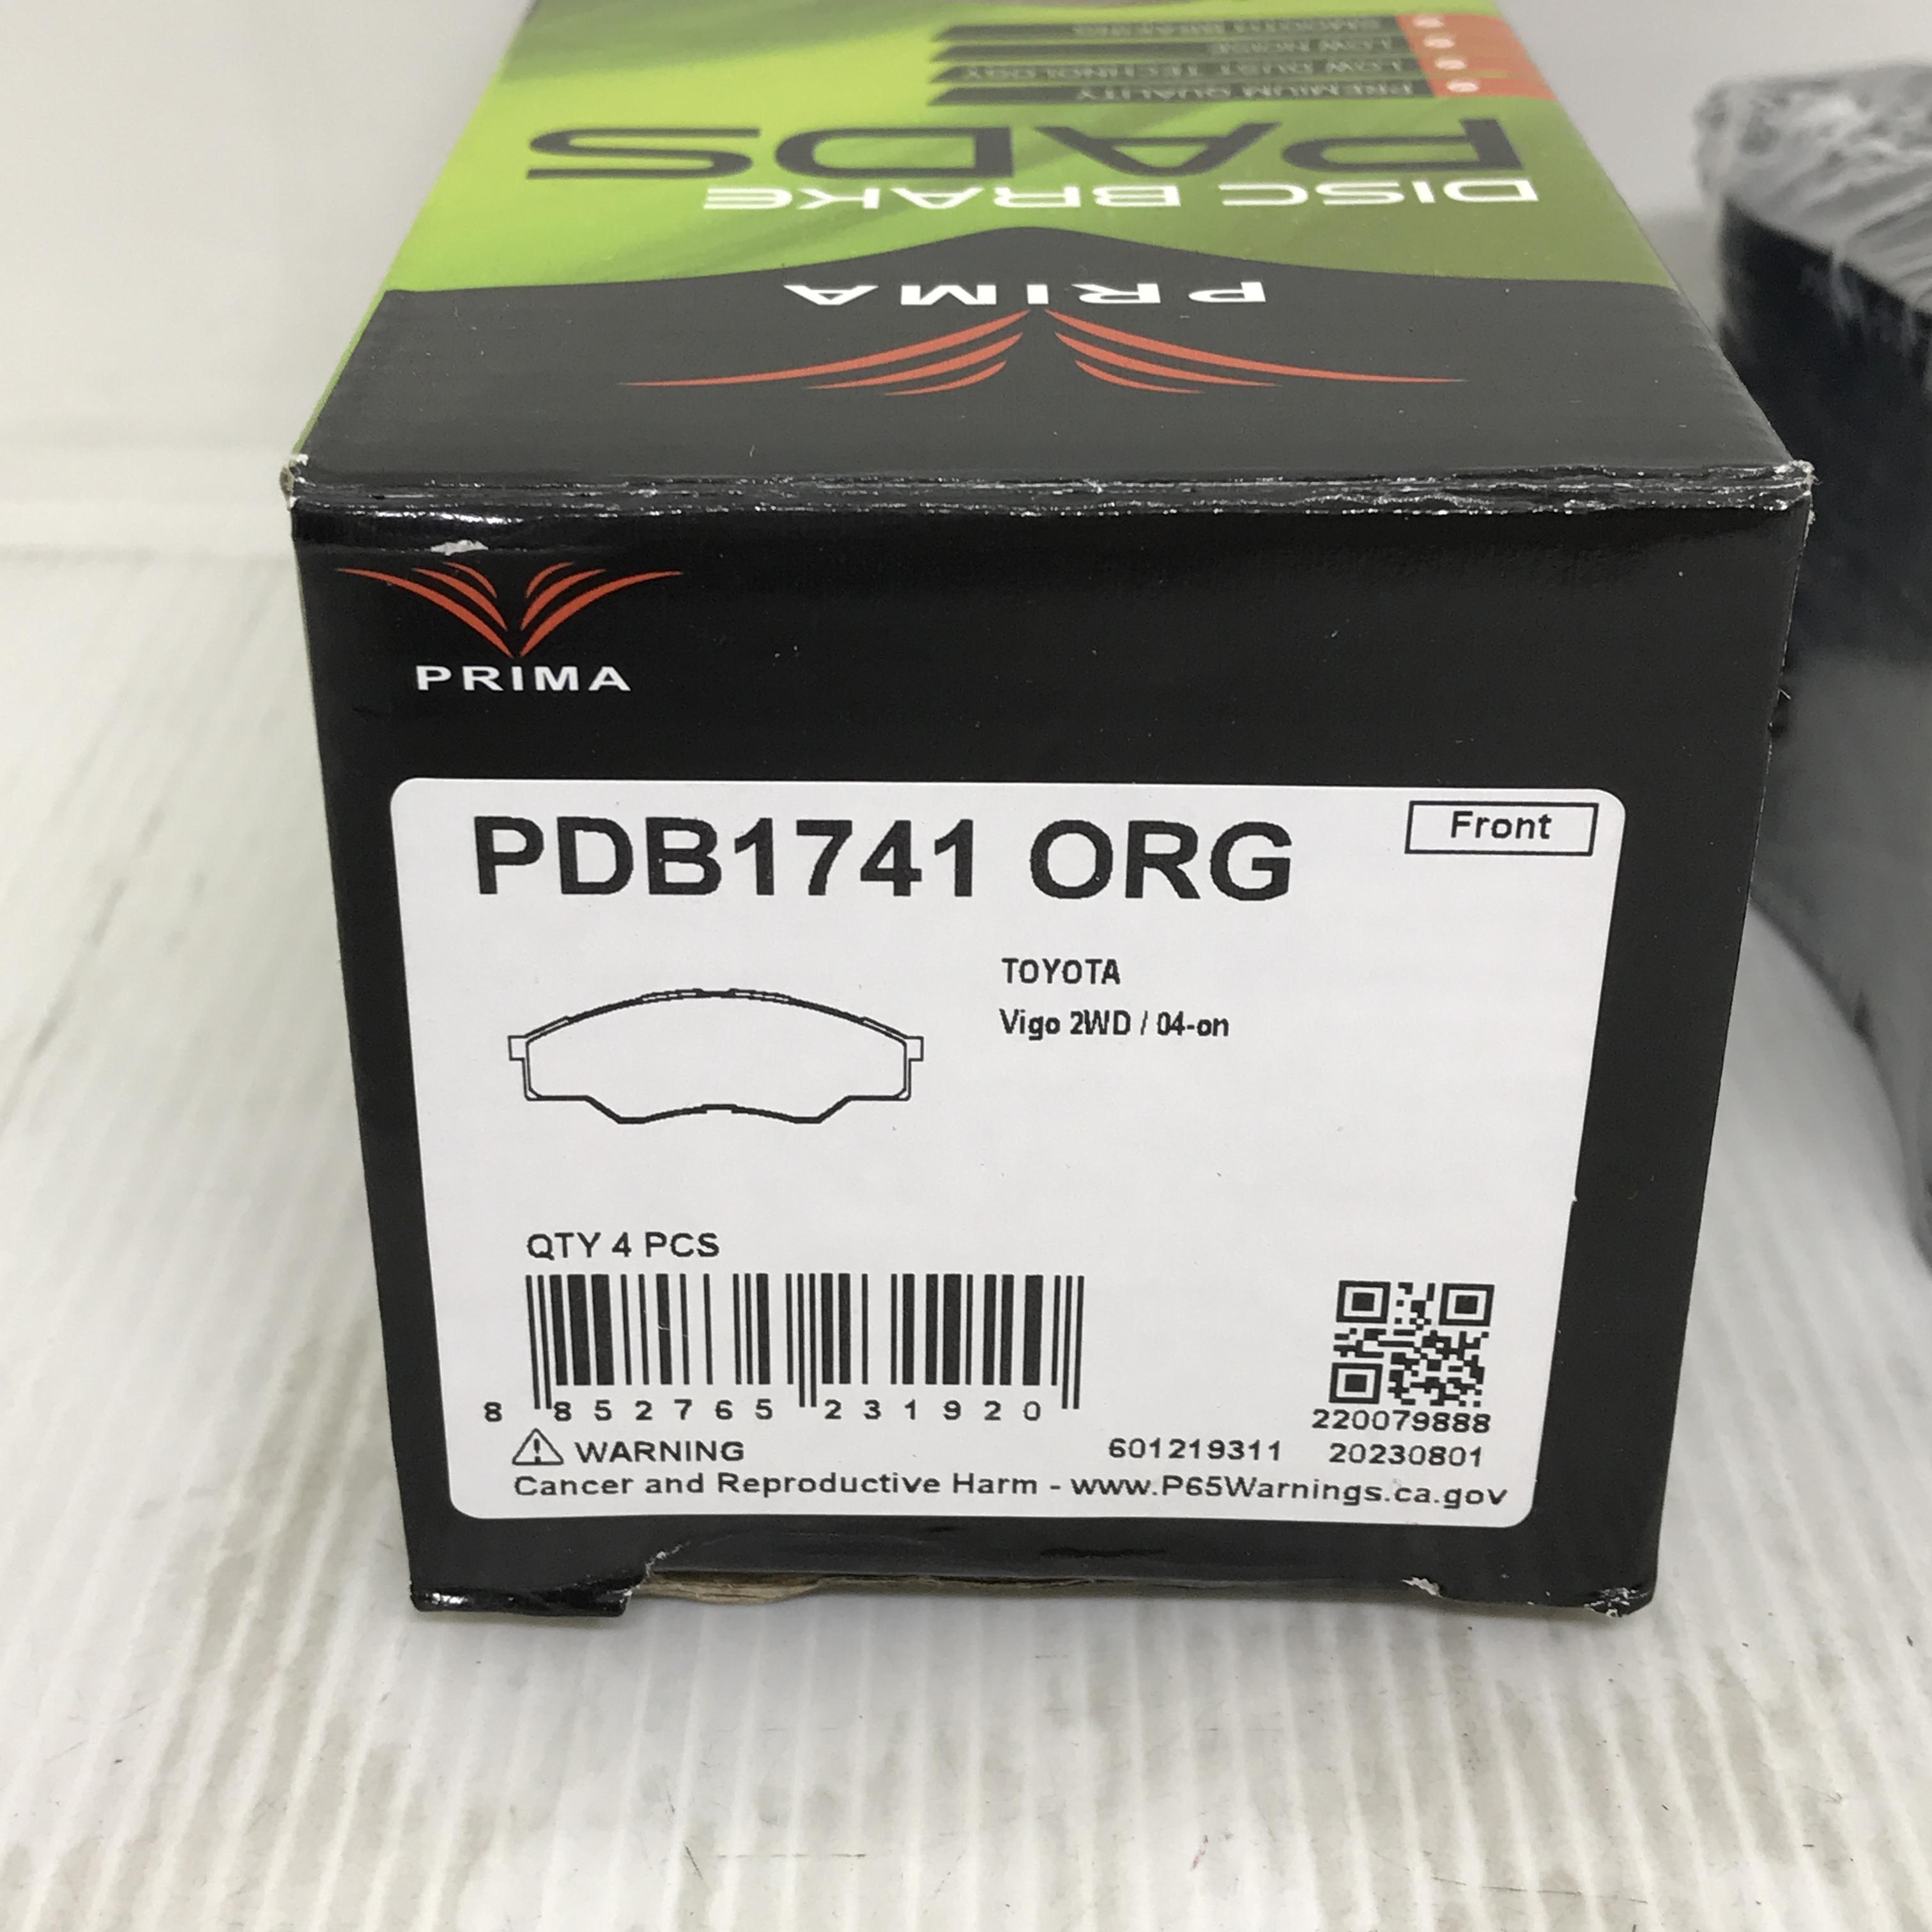 SMOOTH BRAKING
LOW NOISE
LOW DUST TECHNOLOGY
PREMIUM QUALITY
PADS
DISC BRAKE
PRIMA
PRIMA
PDB1741 ORG
Front
TOYOTA
Vigo 2WD / 04-on
QTY 4 PCS
8 852765 231920
220079888
WARNING
601219311 20230801
Cancer and Reproductive Harm - www.P65Warnings.ca.gov